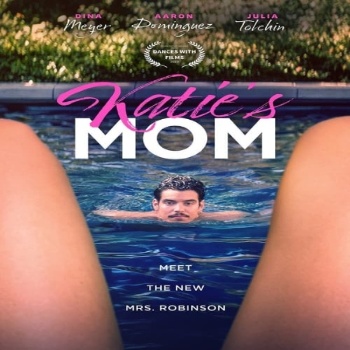 DINA AARON JULIA
Meyer Dominguez Tolchin
DANCES WITH
FILMS
Katie's
MOM
MEET
THE NEW
MRS. ROBINSON